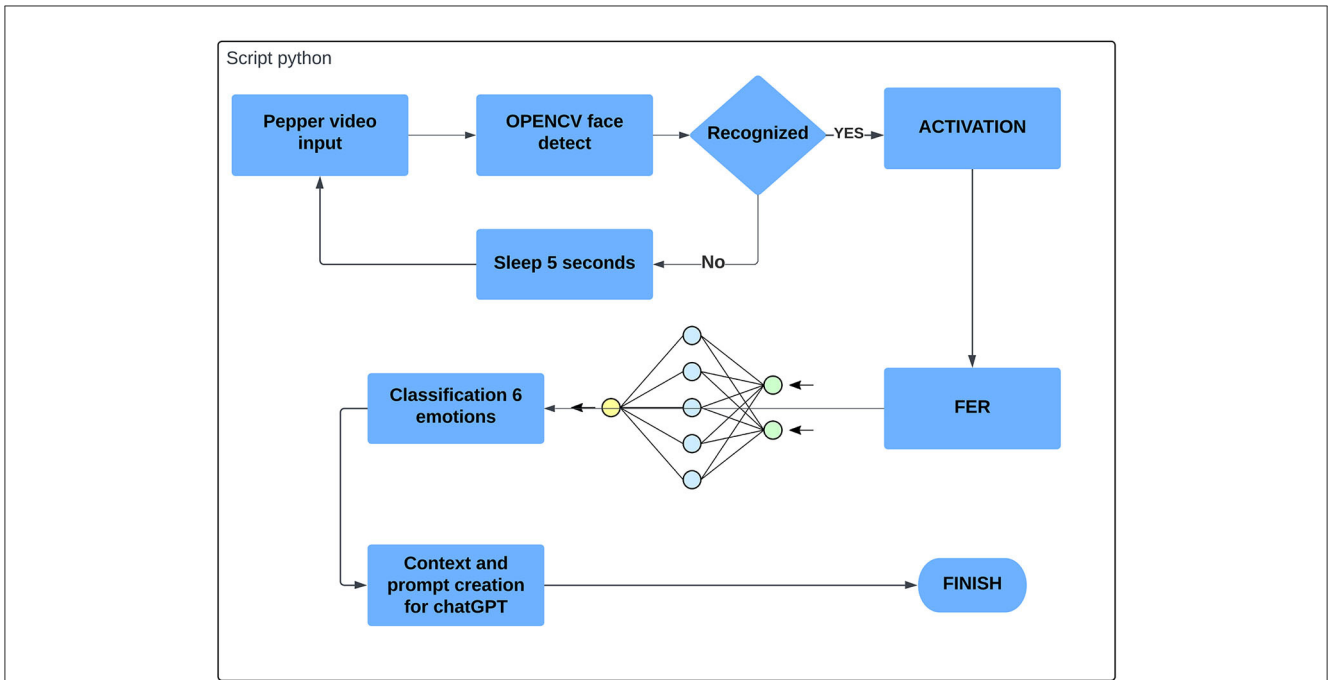 Script python
Pepper video
input
OPENCV face
detect
Recognized
YES
ACTIVATION
Sleep 5 seconds
No
Classification 6
emotions
FER
Context and
prompt creation
for chatGPT
FINISH